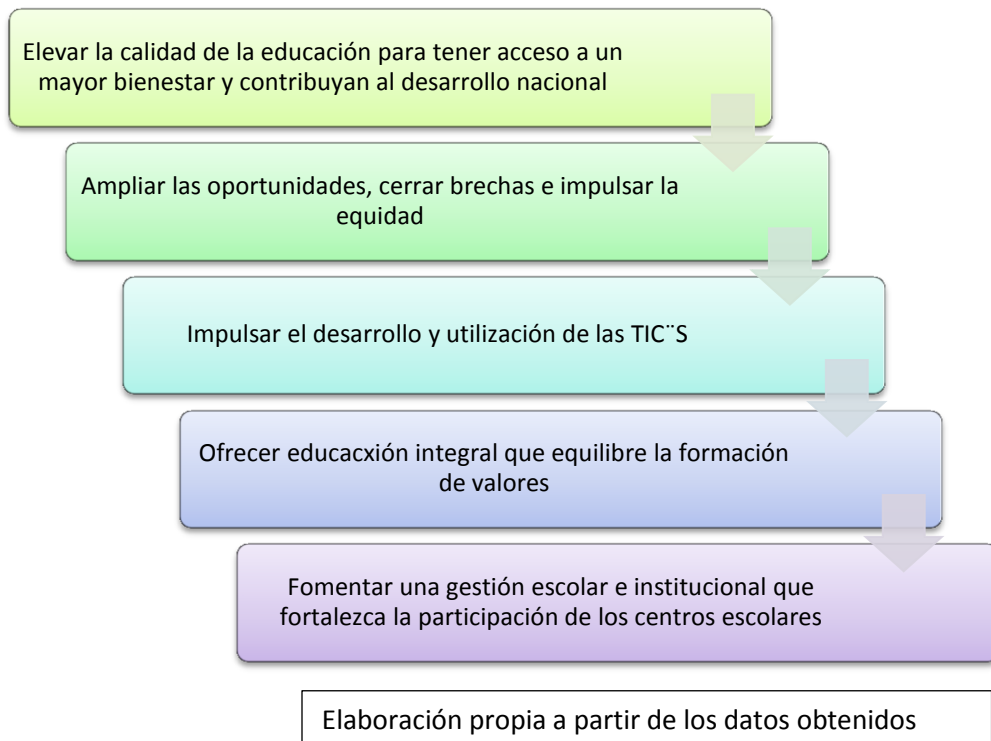 Elevar la calidad de la educación para tener acceso a un
mayor bienestar y contribuyan al desarrollo nacional
Ampliar las oportunidades, cerrar brechas e impulsar la
equidad
Impulsar el desarrollo y utilización de las TIC¨S
Ofrecer educacxión integral que equilibre la formación
de valores
Fomentar una gestión escolar e institucional que
fortalezca la participación de los centros escolares
Elaboración propia a partir de los datos obtenidos